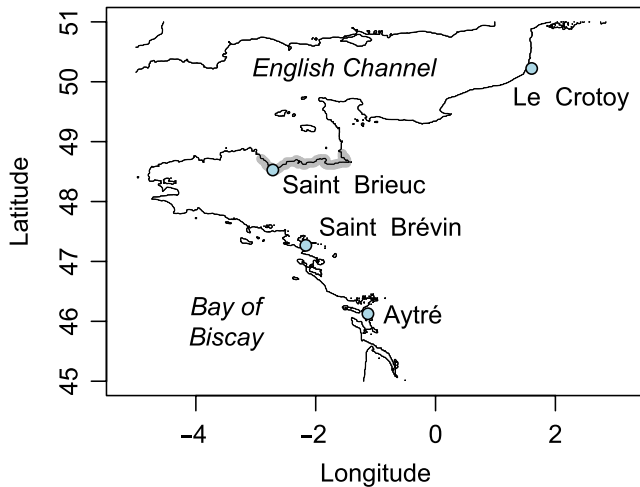 51
50
49
48
47
46
45
Latitude
English Channel
Le Crotoy
Saint Brieuc
Saint Brévin
Bay of
Biscay
Aytré
−4
−2
0
2
Longitude